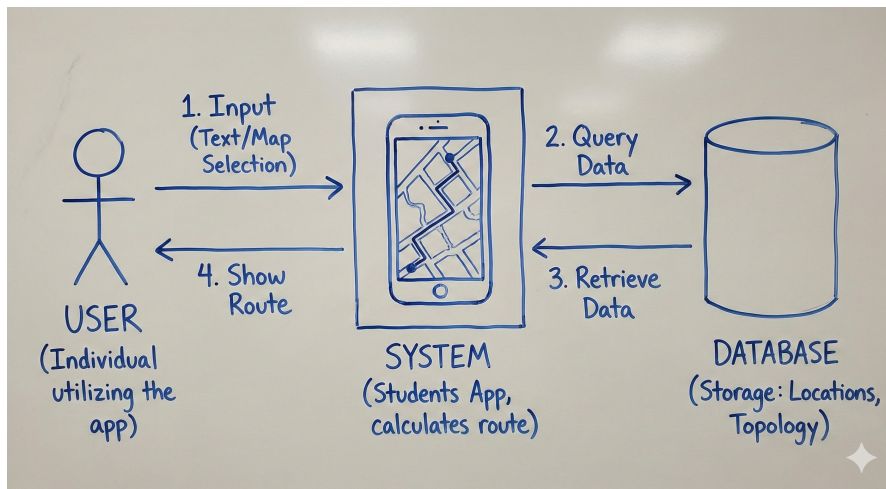 1. Input
(Text/Map
Selection)
2. Query
Data
4. Show
Route
3. Retrieve
Data
USER
(Individual
utilizing the
app)
SYSTEM
(Students App,
calculates route)
DATABASE
(Storage: Locations,
Topology)